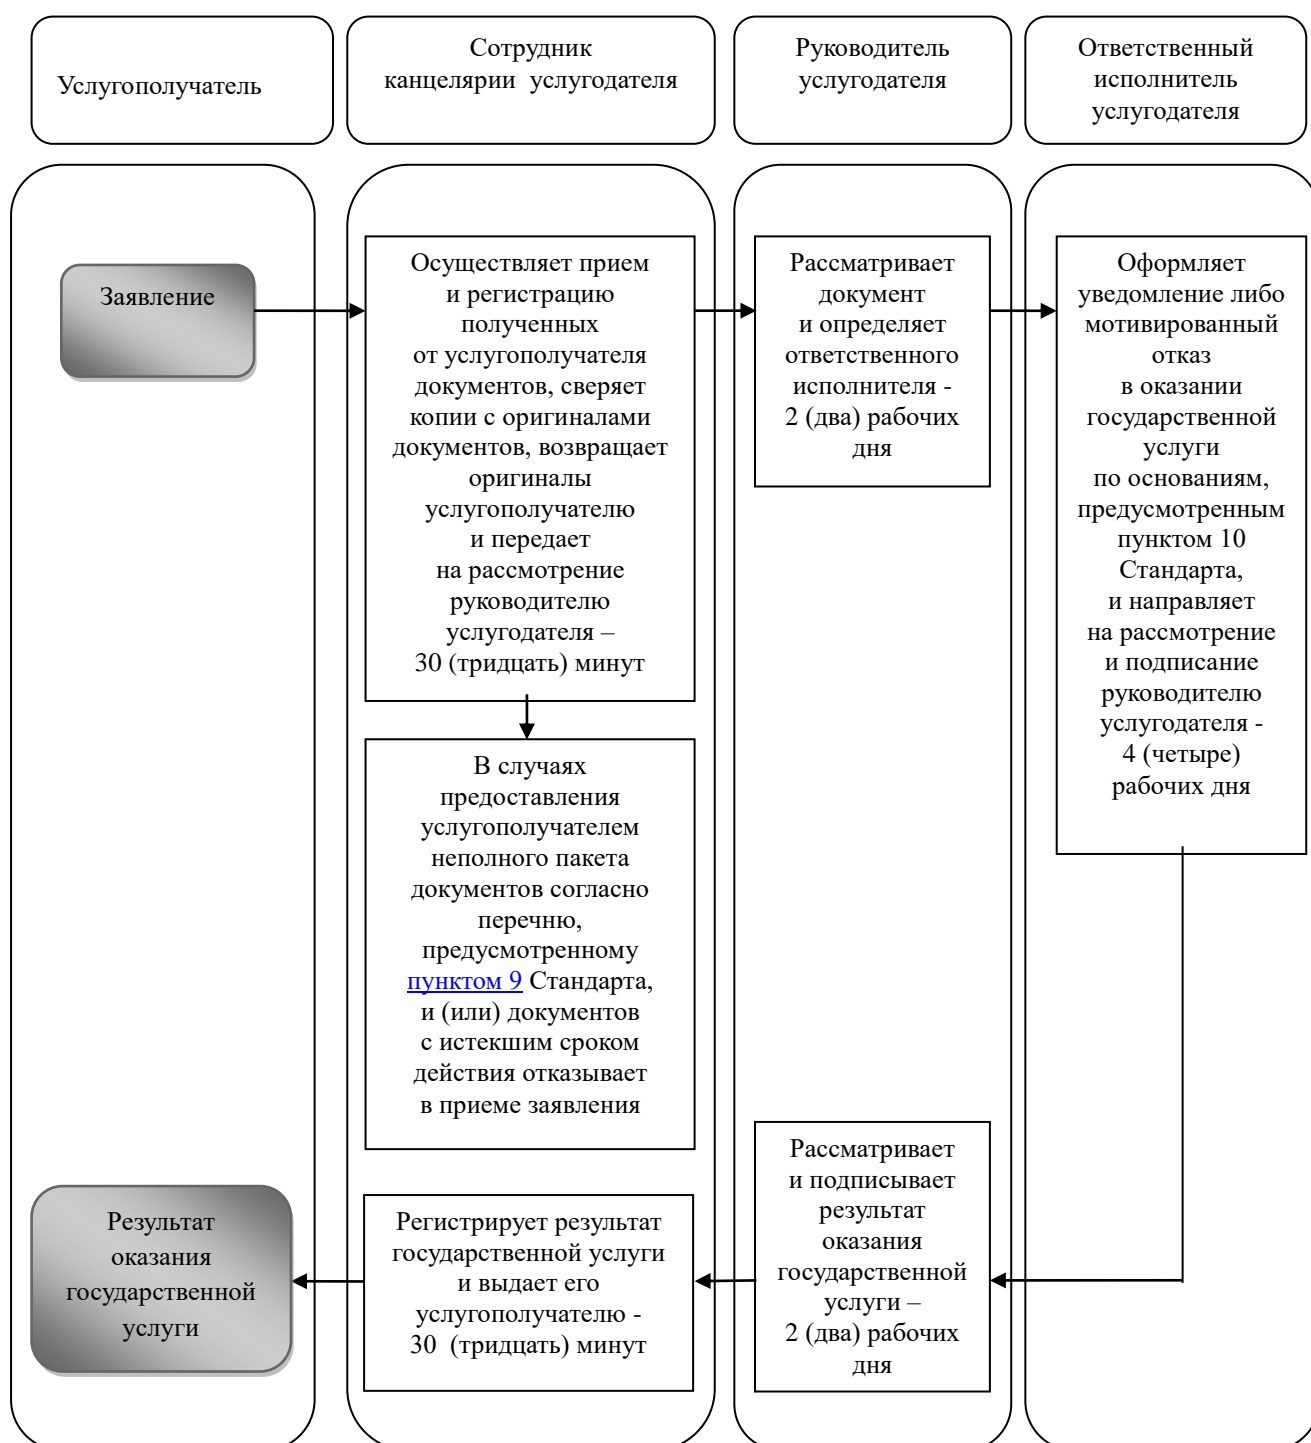 Услугополучатель
Сотрудник
канцелярии услугодателя
Руководитель
услугодателя
Ответственный
исполнитель
услугодателя
Заявление
Осуществляет прием
и регистрацию
полученных
от услугополучателя
документов, сверяет
копии с оригиналами
документов, возвращает
оригиналы
услугополучателю
и передает
на рассмотрение
руководителю
услугодателя –
30 (тридцать) минут
Рассматривает
документ
и определяет
ответственного
исполнителя -
2 (два) рабочих
дня
Оформляет
уведомление либо
мотивированный
отказ
в оказании
государственной
услуги
по основаниям,
предусмотренным
пунктом 10
Стандарта,
и направляет
на рассмотрение
и подписание
руководителю
услугодателя -
4 (четыре)
рабочих дня
В случаях
предоставления
услугополучателем
неполного пакета
документов согласно
перечню,
предусмотренному
пунктом 9 Стандарта,
и (или) документов
с истекшим сроком
действия отказывает
в приеме заявления
Рассматривает
и подписывает
результат
оказания
государственной
услуги –
2 (два) рабочих
дня
Регистрирует результат
государственной услуги
и выдает его
услугополучателю -
30 (тридцать) минут
Результат
оказания
государственной
услуги